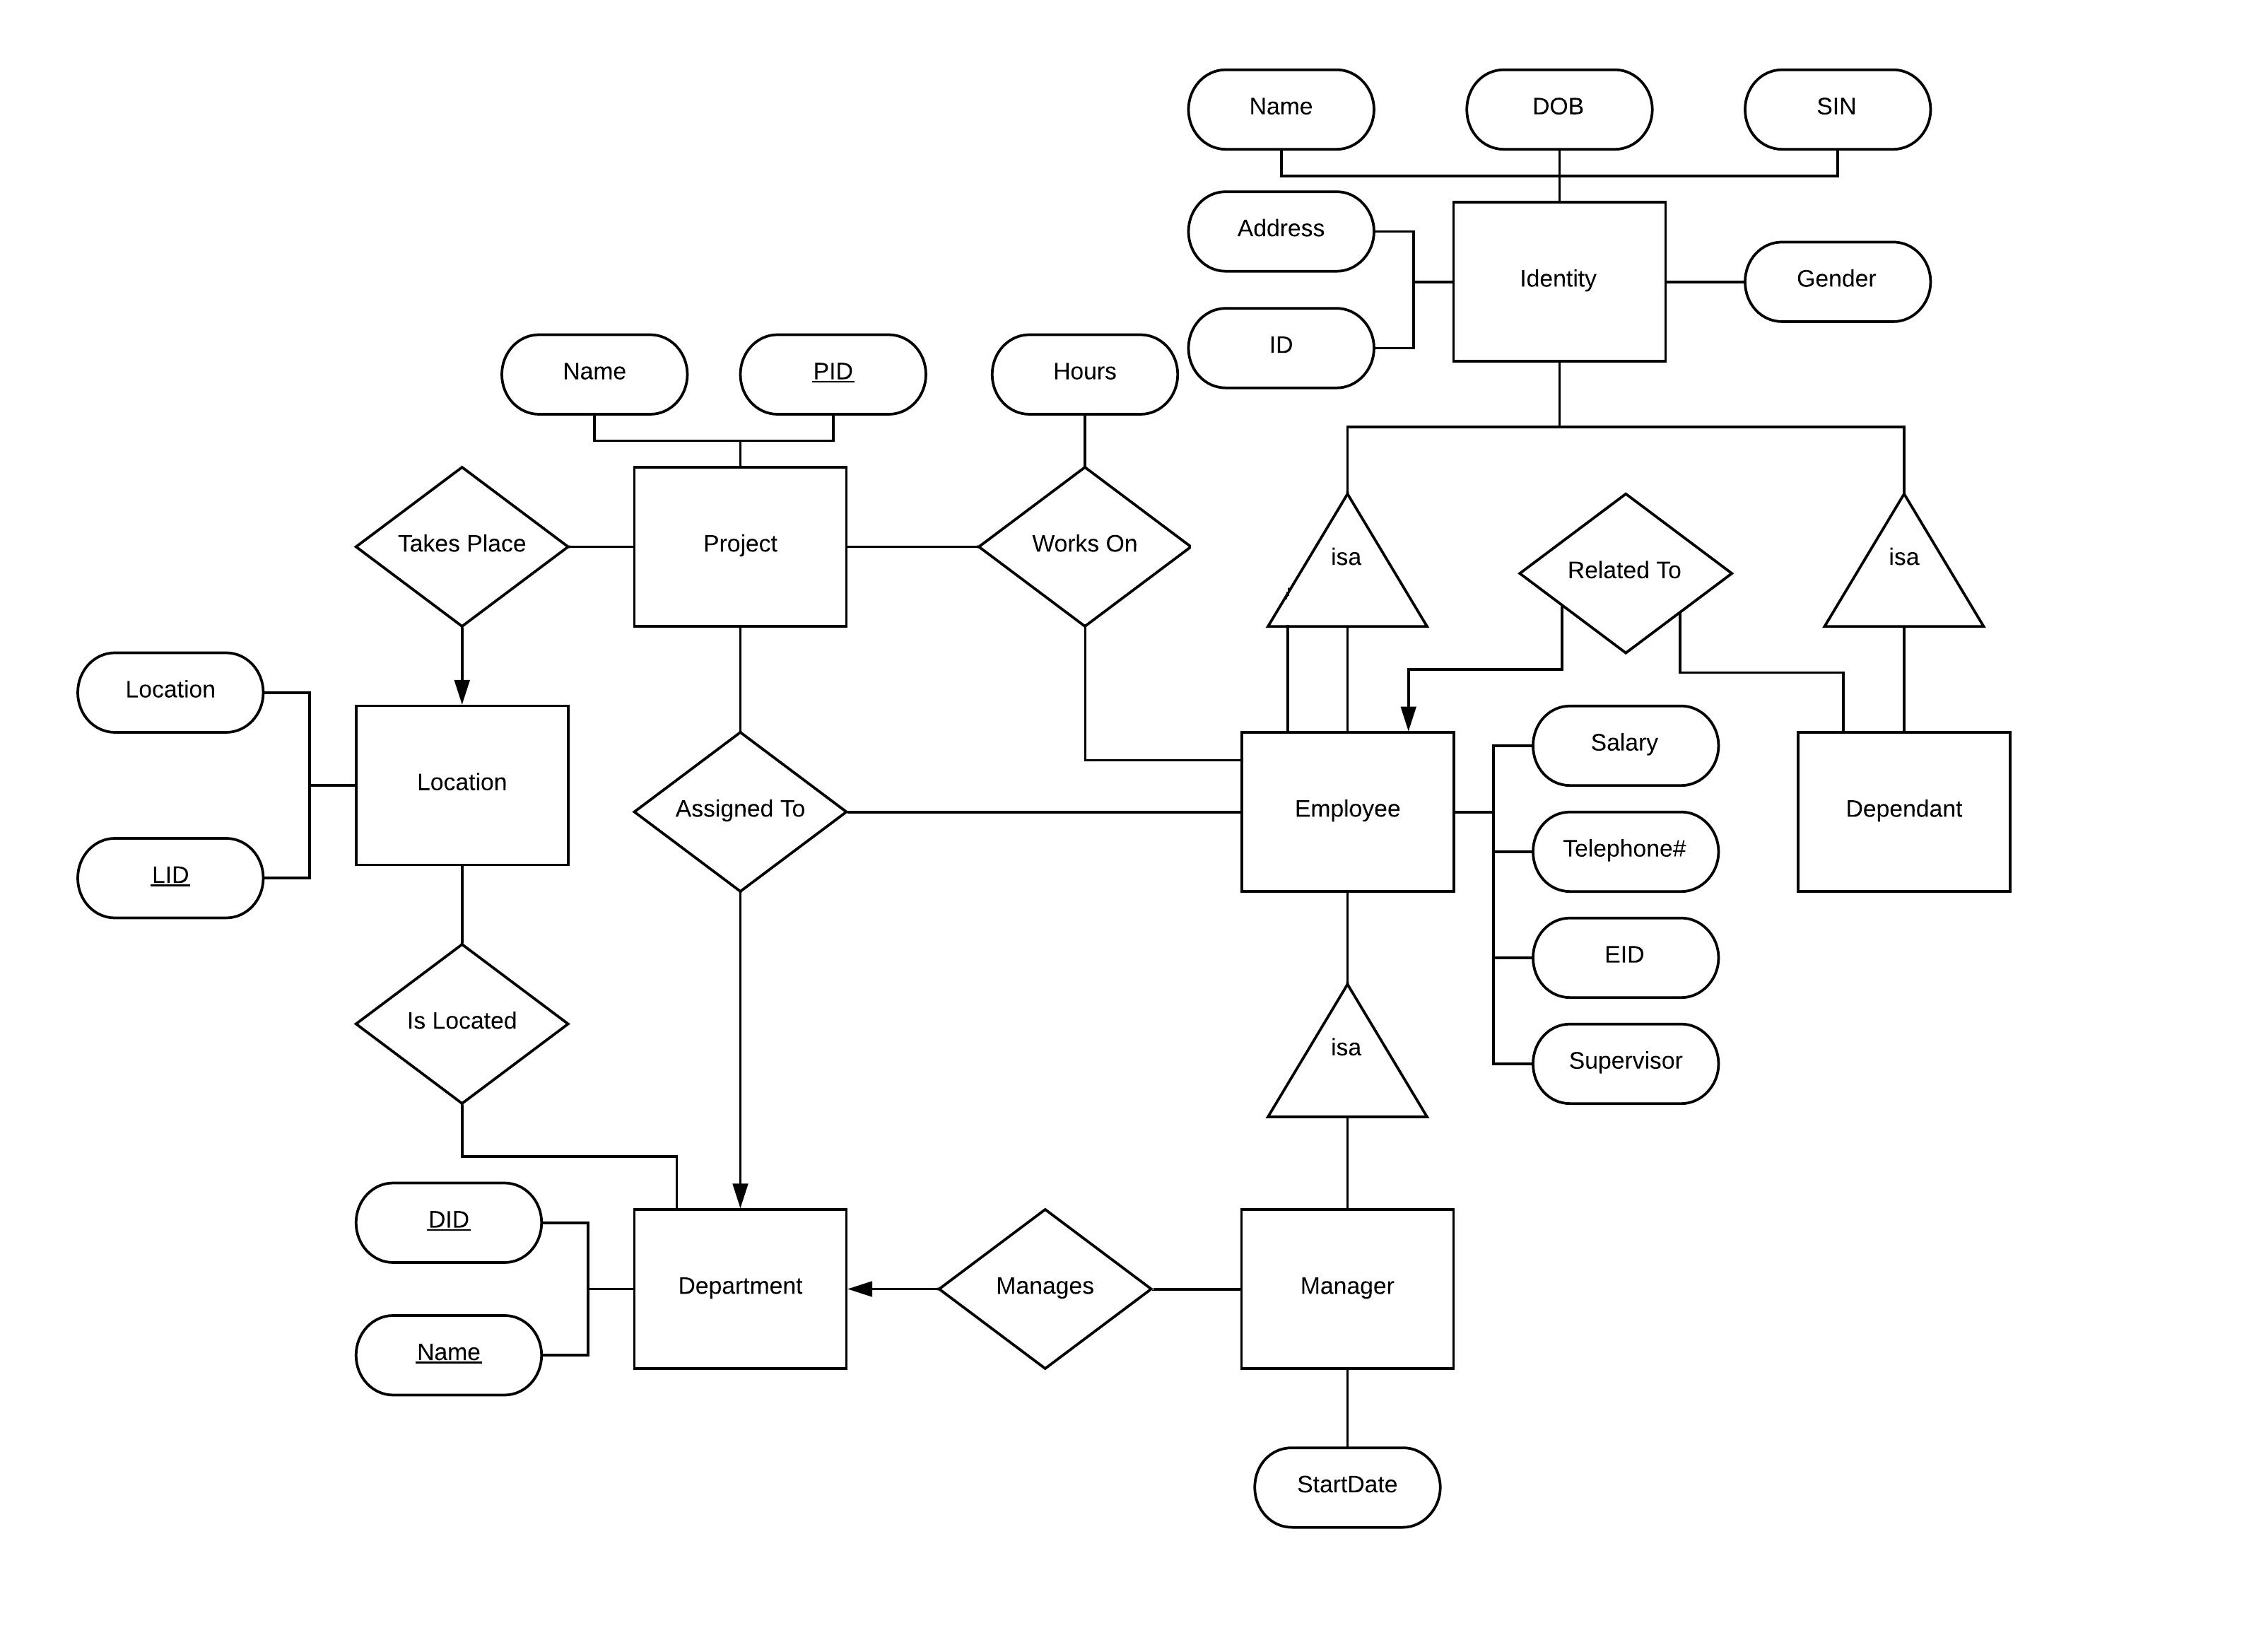 Name
DOB
SIN
Address
Identity
Gender
ID
Name
PID
Hours
Takes Place
Project
Works On
isa
Related To
isa
Location
Location
LID
Assigned To
Employee
Salary
Telephone#
EID
Supervisor
Dependant
Is Located
isa
DID
Name
Department
Manages
Manager
StartDate